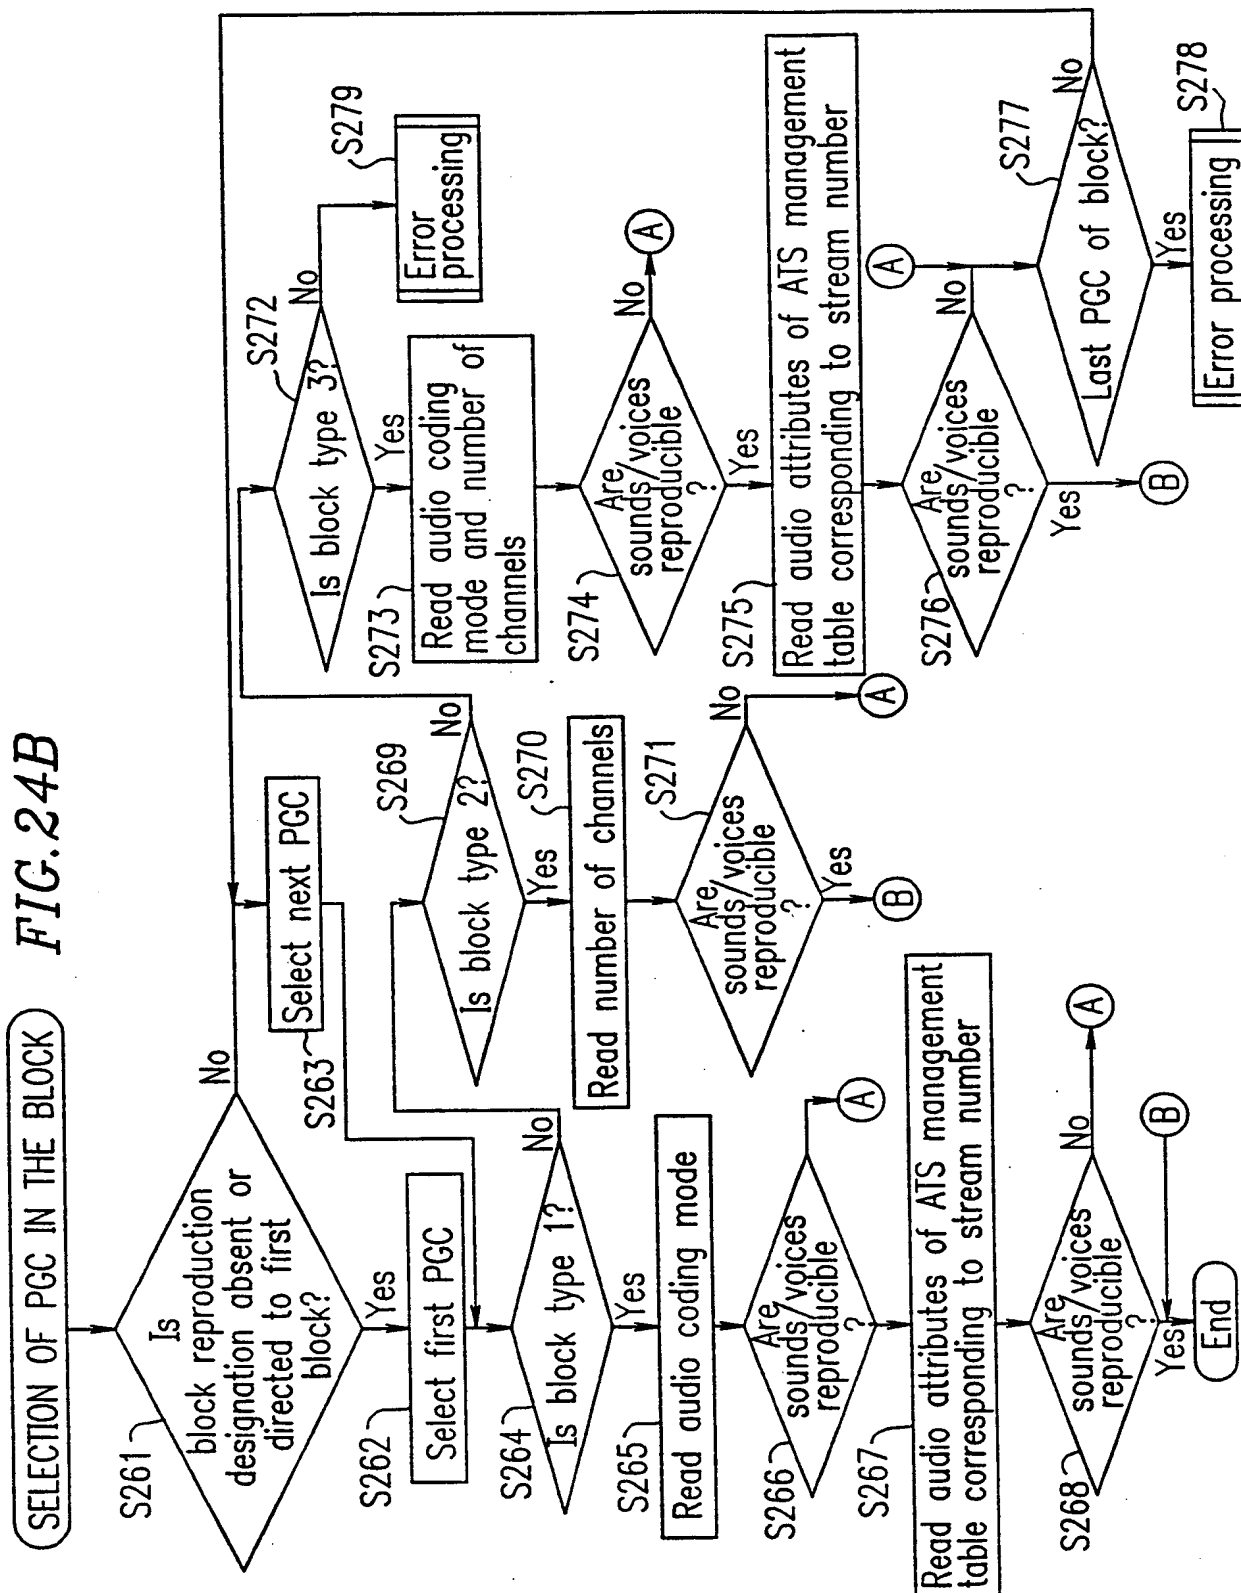 FIG.24B
SELECTION OF PGC IN THE BLOCK
S261
Is
block reproduction
designation absent or
directed to first
block?
No
Yes
S262
Select first PGC
S263
Select next PGC
S264
Is block type 1?
No
Yes
S265
Read audio coding mode
S266
Are
sounds/voices
reproducible
?
A
S267
Read audio attributes of ATS management
table corresponding to stream number
S268
Are
sounds/voices
reproducible
?
No
A
Yes
B
End
S269
Is block type 2?
No
Yes
S270
Read number of channels
S271
Are
sounds/voices
reproducible
?
No
A
Yes
B
S272
Is block type 3?
No
S279
Error
processing
Yes
S273
Read audio coding
mode and number of
channels
S274
Are
sounds/voices
reproducible
?
No
A
Yes
S275
Read audio attributes of ATS management
table corresponding to stream number
S276
Are
sounds/voices
reproducible
?
No
Yes
B
A
S277
Last PGC of block?
No
Yes
S278
Error processing